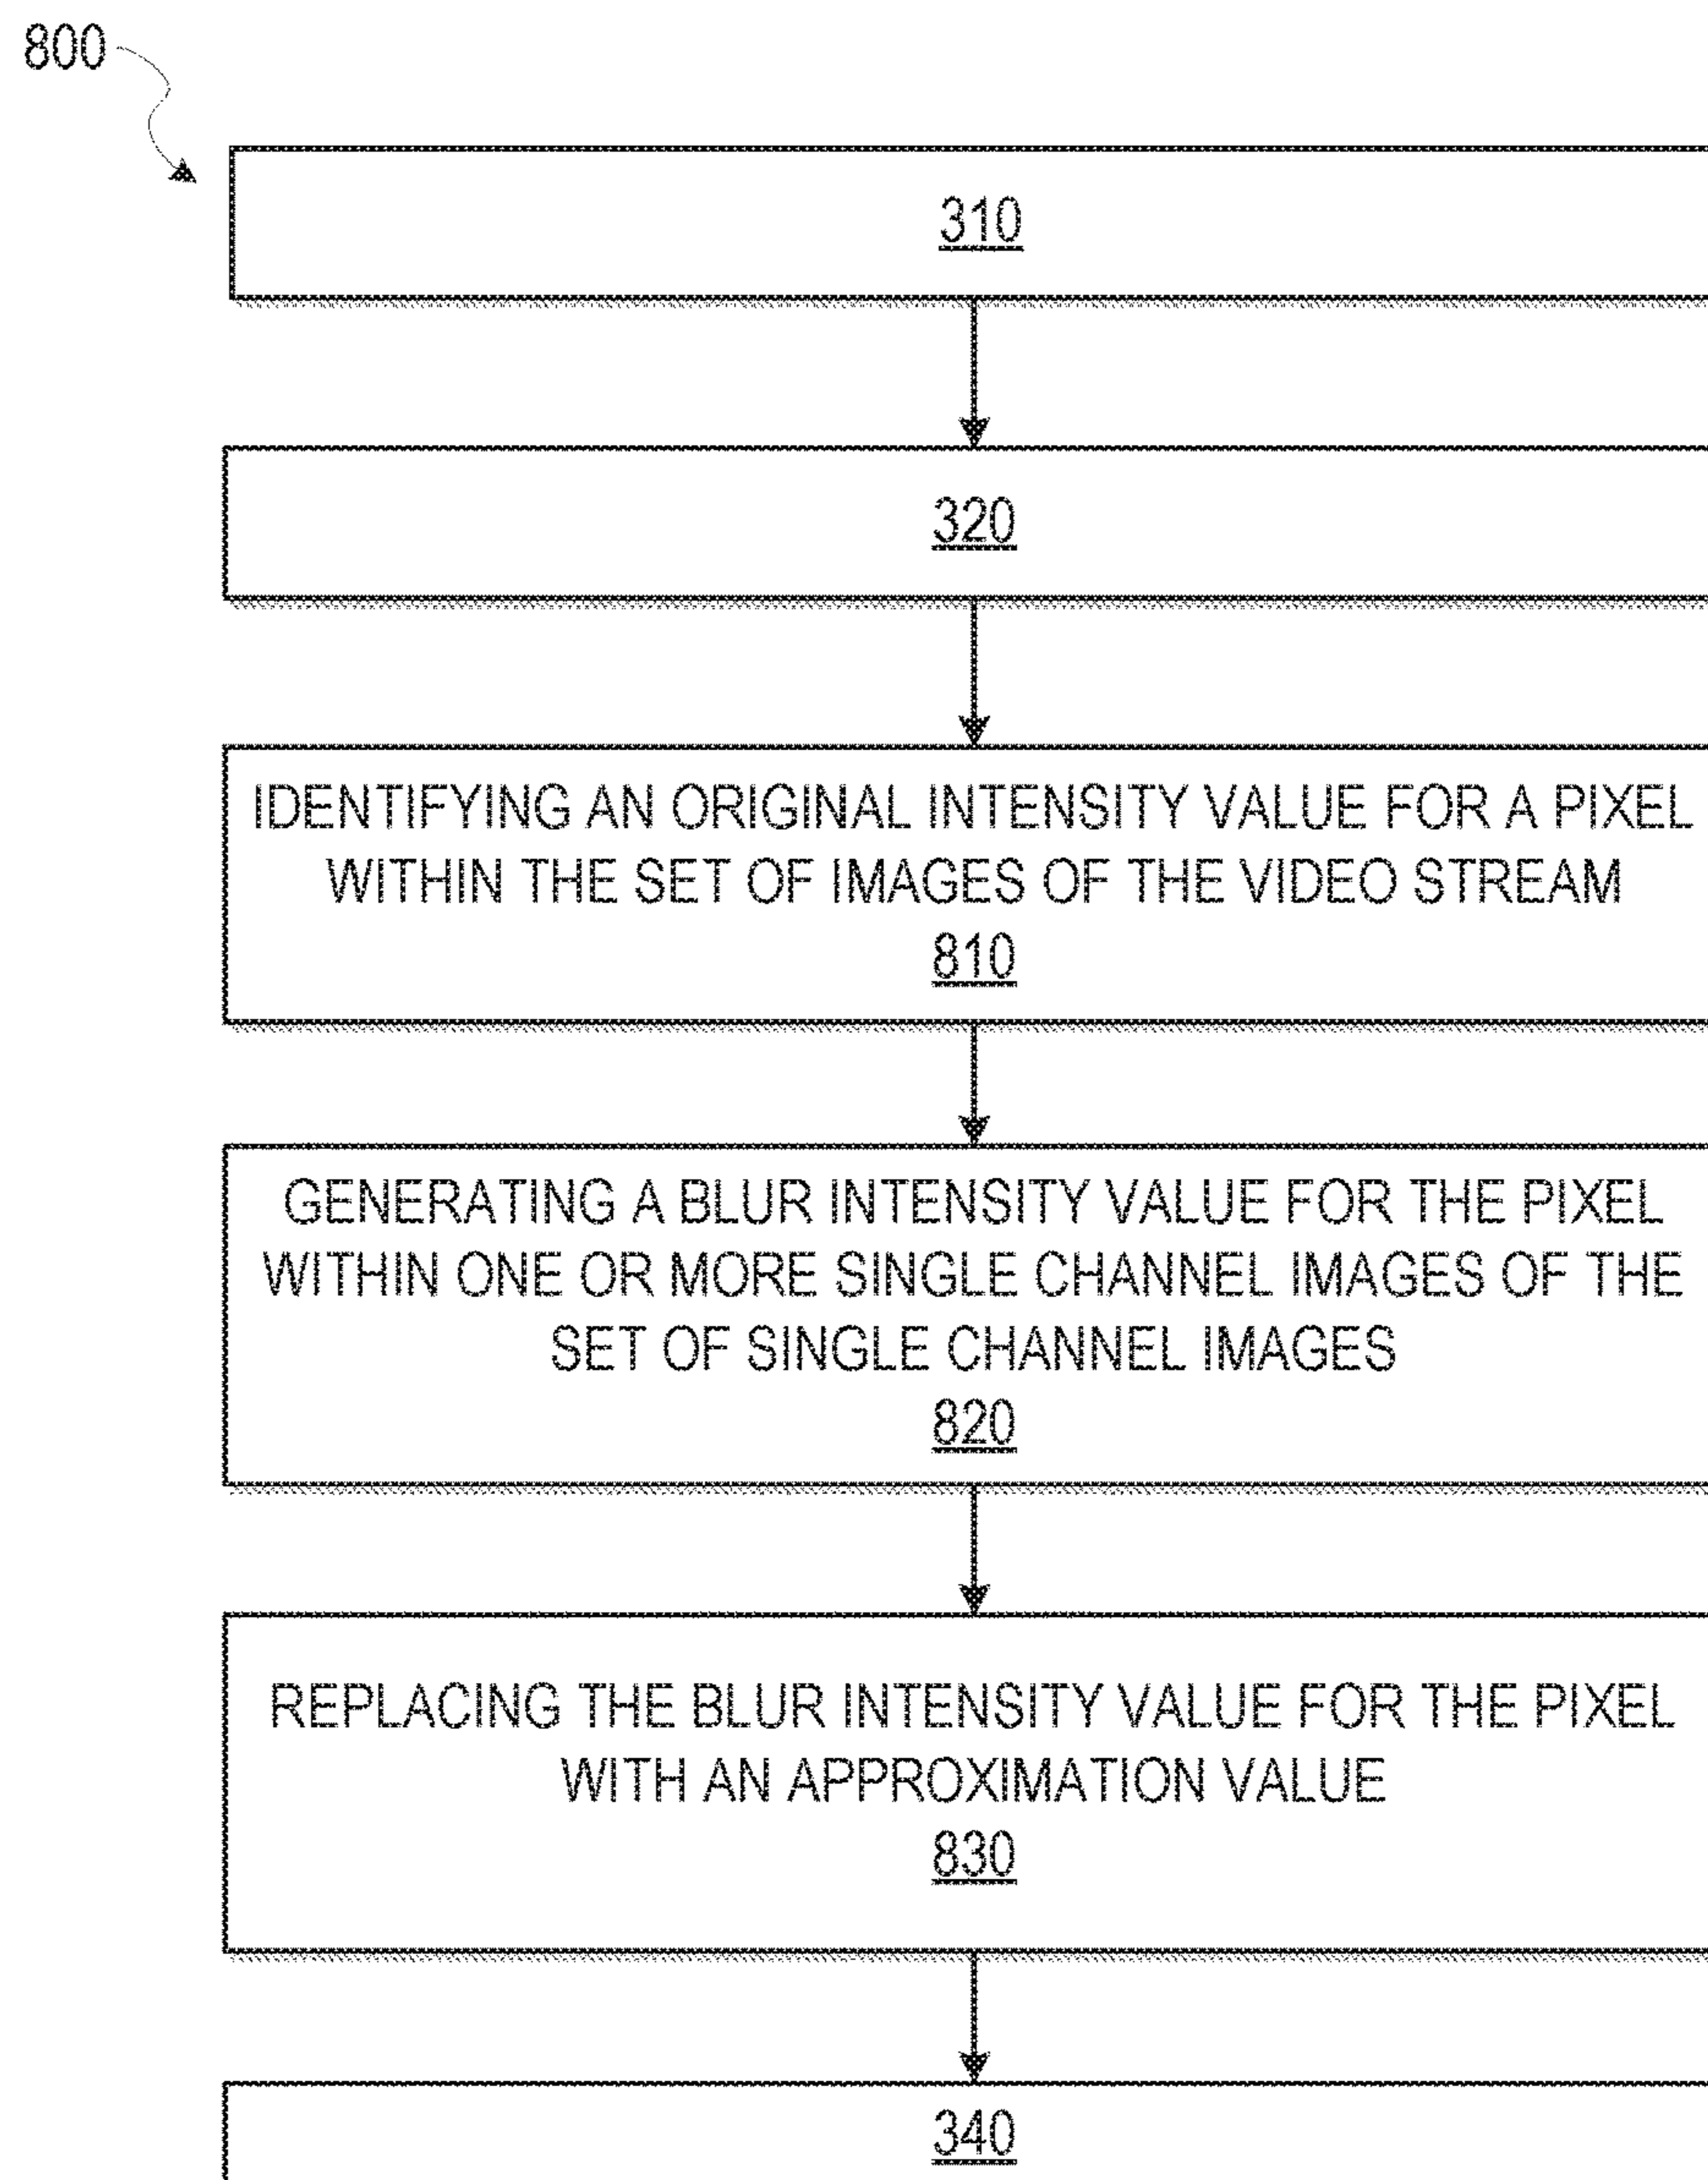 800
310
320
IDENTIFYING AN ORIGINAL INTENSITY VALUE FOR A PIXEL
WITHIN THE SET OF IMAGES OF THE VIDEO STREAM
810
GENERATING A BLUR INTENSITY VALUE FOR THE PIXEL
WITHIN ONE OR MORE SINGLE CHANNEL IMAGES OF THE
SET OF SINGLE CHANNEL IMAGES
820
REPLACING THE BLUR INTENSITY VALUE FOR THE PIXEL
WITH AN APPROXIMATION VALUE
830
340